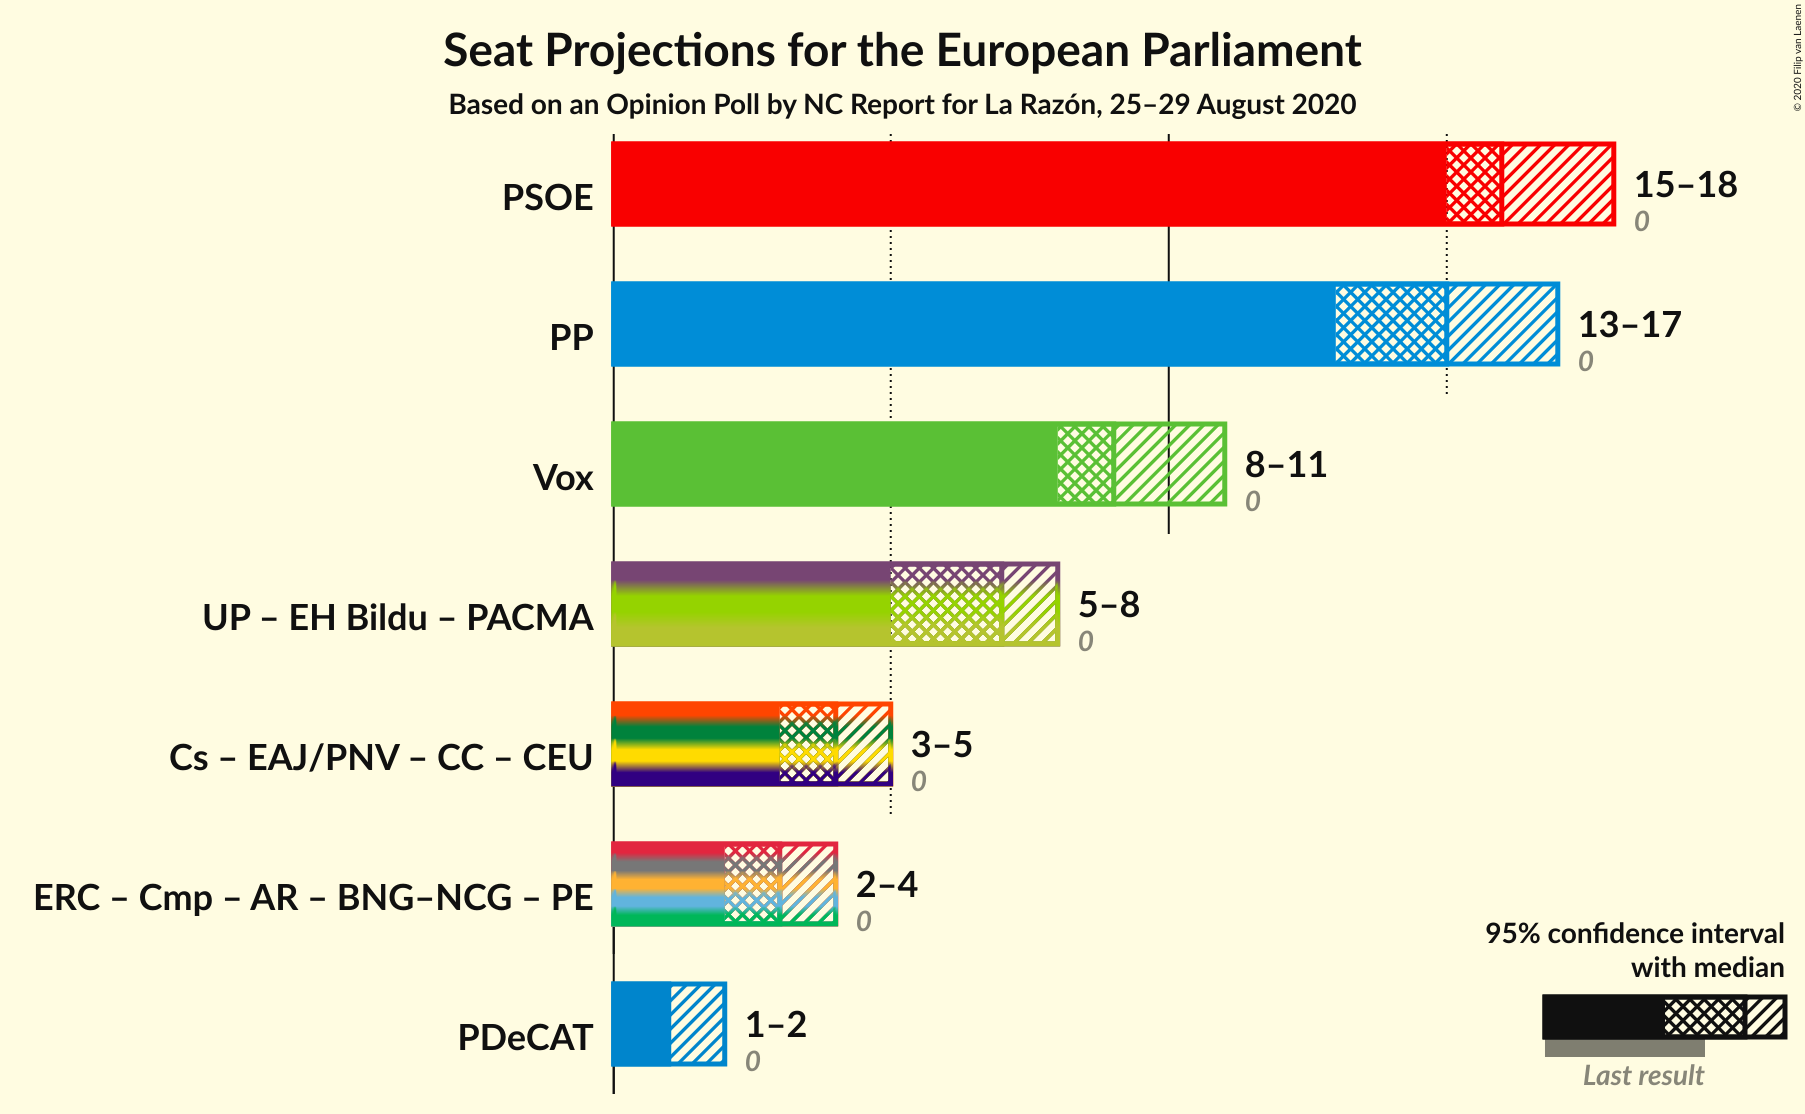 Seat Projections for the European Parliament
Based on an Opinion Poll by NC Report for La Razón, 25–29 August 2020
© 2020 Filip van Laenen
PSOE
15–18
0
PP
13–17
0
Vox
8–11
0
UP – EH Bildu – PACMA
5–8
0
Cs – EAJ/PNV – CC – CEU
3–5
0
ERC – Cmp – AR – BNG–NCG – PE
2–4
0
PDeCAT
1–2
0
95% confidence interval
with median
Last result